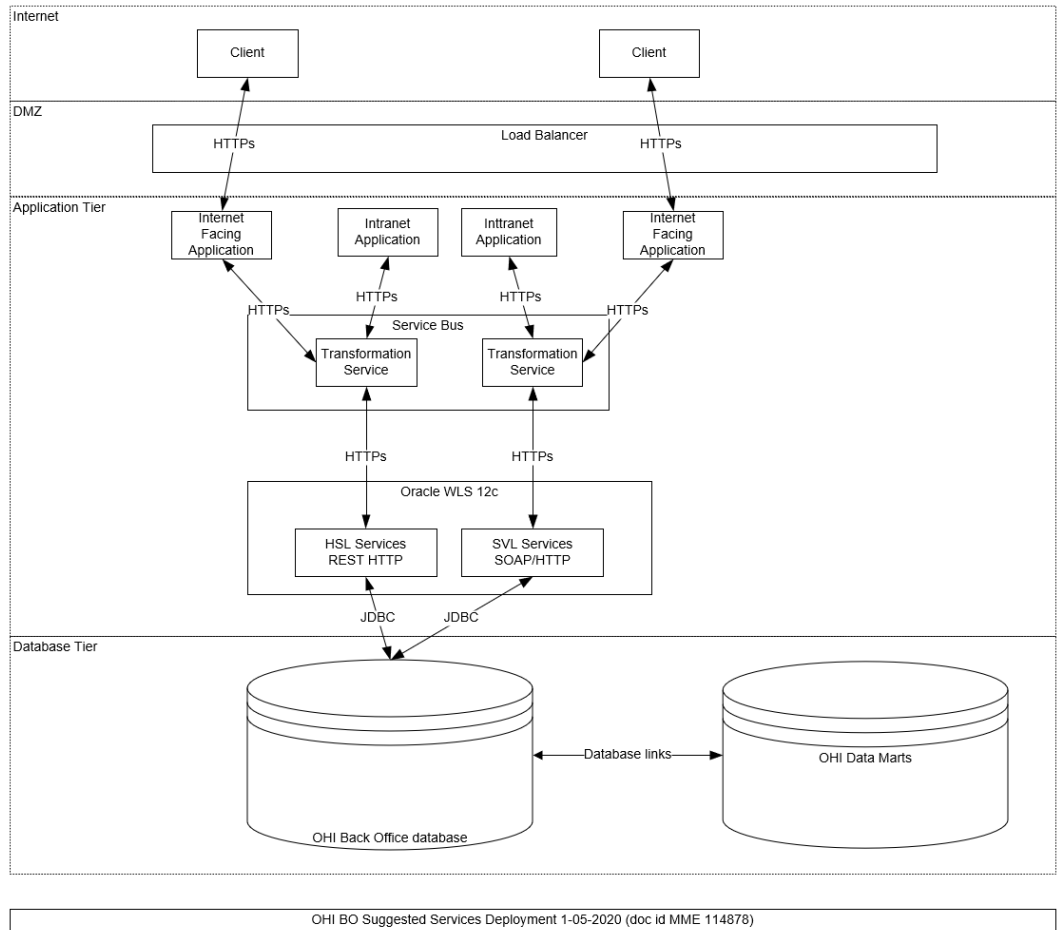 Internet
Client
Client
DMZ
Load Balancer
HTTPs
HTTPs
Application Tier
Internet
Facing
Application
Intranet
Application
Inttranet
Application
Internet
Facing
Application
HTTPs
HTTPs
HTTPs
HTTPs
Service Bus
Transformation
Service
Transformation
Service
HTTPs
HTTPs
Oracle WLS 12c
HSL Services
REST HTTP
SVL Services
SOAP/HTTP
JDBC
JDBC
Database Tier
Database links
OHI Data Marts
OHI Back Office database
OHI BO Suggested Services Deployment 1-05-2020 (doc id MME 114878)